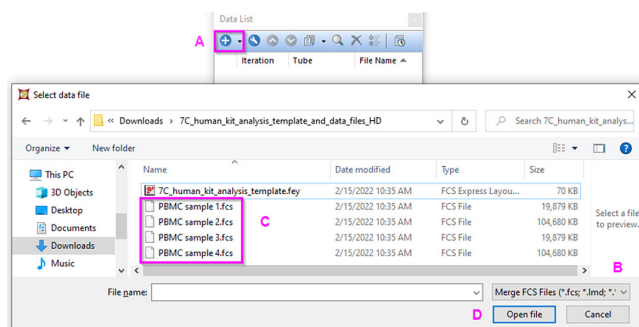 Data List
A
Iteration Tube File Name
Select data file
« Downloads > 7C_human_kit_analysis_template_and_data_files_HD
Search 7C_human_kit_analys...
Organize New folder
Name Date modified Type Size
This PC
3D Objects
Desktop
Documents
Downloads
Music
7C_human_kit_analysis_template.fey 2/15/2022 10:35 AM FCS Express Layou... 70 KB
PBMC sample 1.fcs 2/15/2022 10:35 AM FCS File 19,879 KB
PBMC sample 2.fcs 2/15/2022 10:35 AM FCS File 104,680 KB
PBMC sample 3.fcs 2/15/2022 10:35 AM FCS File 19,879 KB
PBMC sample 4.fcs 2/15/2022 10:35 AM FCS File 104,680 KB
C
Select a file
to preview.
B
File name:
Merge FCS Files (*.fcs; *.lmd; *.
D
Open file Cancel